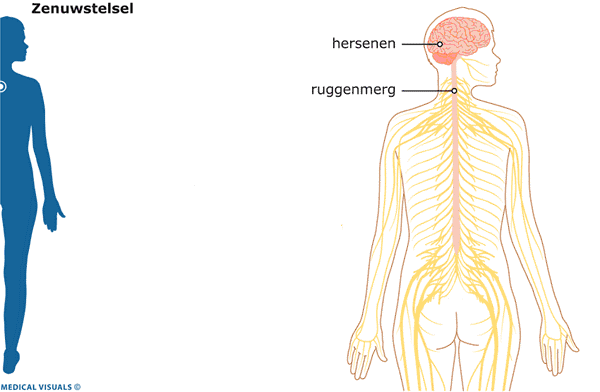 Zenuwstelsel
hersenen
ruggenmerg
MEDICAL VISUALS ©